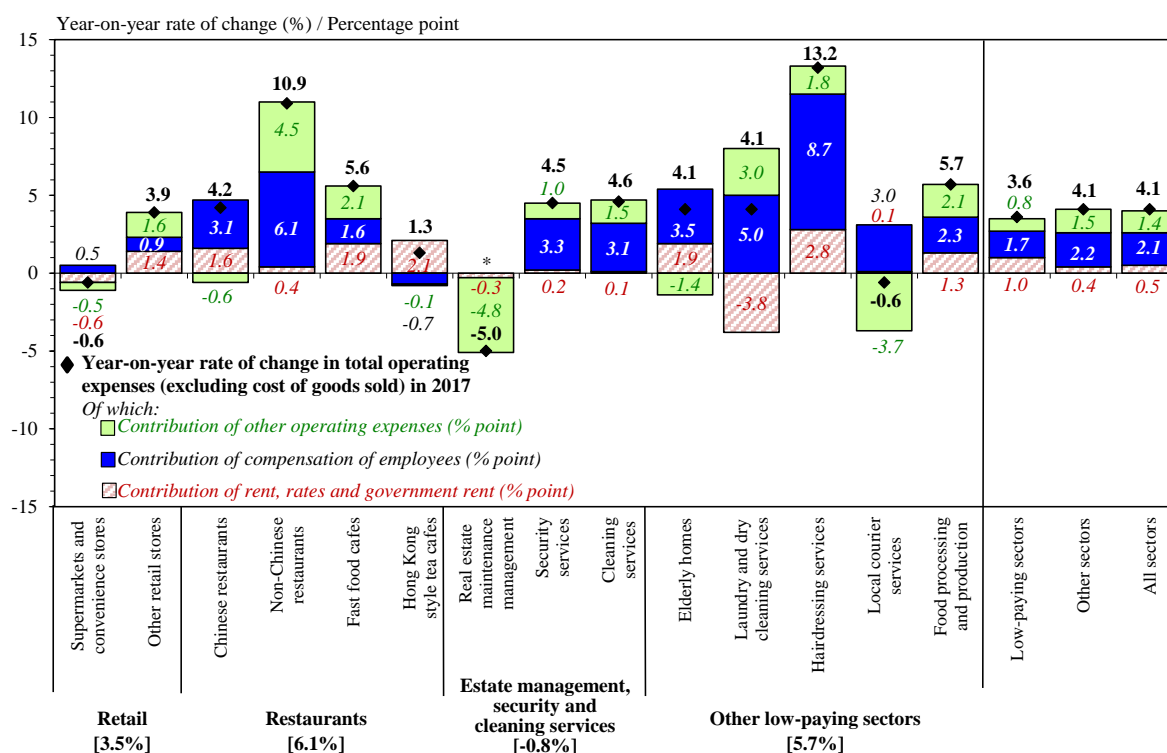 Year-on-year rate of change (%) / Percentage point
15
10
5
0
-5
-10
-15
0.5
-0.5
-0.6
-0.6
3.9
1.6
0.9
1.4
4.2
3.1
1.6
-0.6
10.9
4.5
6.1
0.4
5.6
2.1
1.6
1.9
1.3
2.1
-0.1
-0.7
*
-0.3
-4.8
-5.0
4.5
1.0
3.3
0.2
4.6
1.5
3.1
0.1
4.1
3.5
1.9
-1.4
4.1
3.0
5.0
-3.8
13.2
1.8
8.7
2.8
3.0
0.1
-0.6
-3.7
5.7
2.1
2.3
1.3
3.6
0.8
1.7
1.0
4.1
1.5
2.2
0.4
4.1
1.4
2.1
0.5
Year-on-year rate of change in total operating
expenses (excluding cost of goods sold) in 2017
Of which:
Contribution of other operating expenses (% point)
Contribution of compensation of employees (% point)
Contribution of rent, rates and government rent (% point)
Supermarkets and
convenience stores
Other retail stores
Chinese restaurants
Non-Chinese
restaurants
Fast food cafes
Hong Kong
style tea cafes
Real estate
maintenance
management
Security
services
Cleaning
services
Elderly homes
Laundry and dry
cleaning services
Hairdressing services
Local courier
services
Food processing
and production
Low-paying sectors
Other sectors
All sectors
Retail
[3.5%]
Restaurants
[6.1%]
Estate management,
security and
cleaning services
[-0.8%]
Other low-paying sectors
[5.7%]